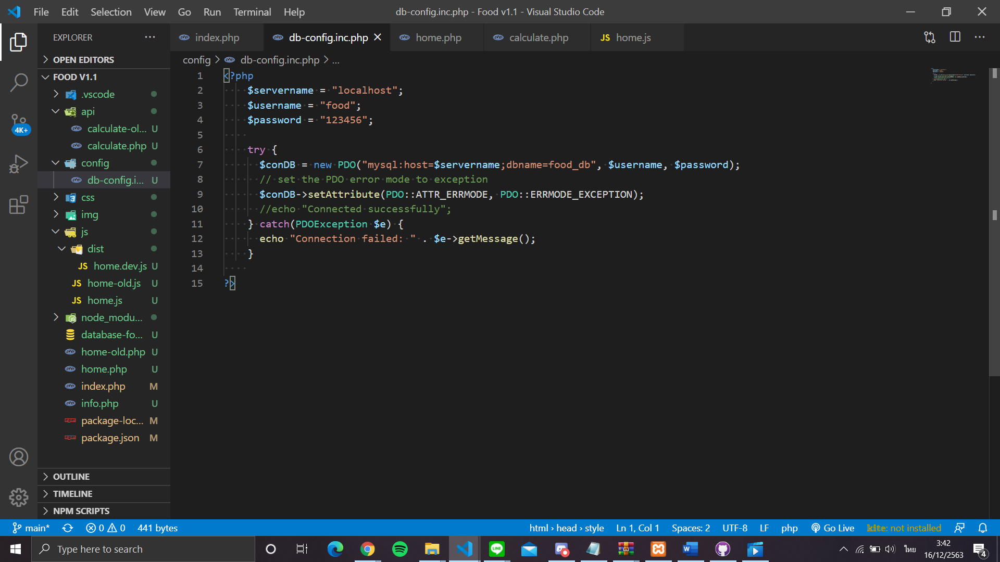 File Edit Selection View Go Run Terminal Help
db-config.inc.php - Food v1.1 - Visual Studio Code
EXPLORER
index.php
db-config.inc.php
home.php
calculate.php
JS home.js
OPEN EDITORS
FOOD V1.1
.vscode
api
calculate-ol... U
calculate.php U
config
db-config.i... U
css
img
js
dist
JS home.dev.js U
JS home-old.js U
JS home.js U
node_modu...
database-fo... U
home-old.php U
home.php U
index.php M
info.php U
package-loc... M
package.json M
OUTLINE
TIMELINE
NPM SCRIPTS
4K+
config > db-config.inc.php > ...
1 <?php
2 $servername = "localhost";
3 $username = "food";
4 $password = "123456";
5
6 try {
7 $conDB = new PDO("mysql:host=$servername;dbname=food_db", $username, $password);
8 // set the PDO error mode to exception
9 $conDB->setAttribute(PDO::ATTR_ERRMODE, PDO::ERRMODE_EXCEPTION);
10 //echo "Connected successfully";
11 } catch(PDOException $e) {
12 echo "Connection failed: " . $e->getMessage();
13 }
14
15 ?>
main* 0 0 441 bytes
html › head › style Ln 1, Col 1 Spaces: 2 UTF-8 LF php Go Live kite: not installed
Type here to search
ไทย
3:42
16/12/2563
4